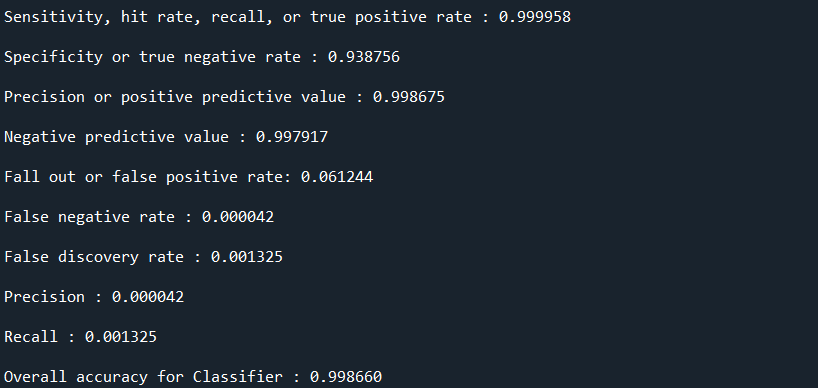 Sensitivity, hit rate, recall, or true positive rate : 0.999958
Specificity or true negative rate : 0.938756
Precision or positive predictive value : 0.998675
Negative predictive value : 0.997917
Fall out or false positive rate: 0.061244
False negative rate : 0.000042
False discovery rate : 0.001325
Precision : 0.000042
Recall : 0.001325
Overall accuracy for Classifier : 0.998660